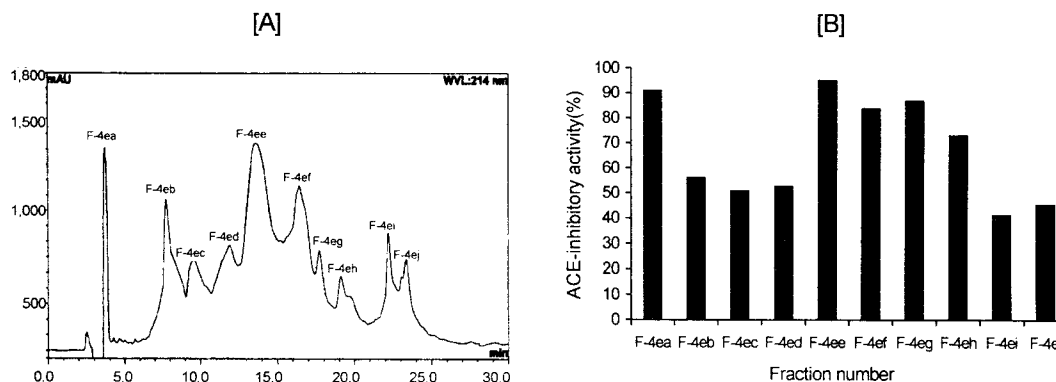 [A]
[B]
1,800
mAU
WVL:214 nm
1,500
1,000
500
F-4ea
F-4eb
F-4ec
F-4ed
F-4ee
F-4ef
F-4eg
F-4eh
F-4ei
F-4ej
min
0.0 5.0 10.0 15.0 20.0 25.0 30.0
ACE-inhibitory activity(%)
100
90
80
70
60
50
40
30
20
10
0
F-4ea F-4eb F-4ec F-4ed F-4ee F-4ef F-4eg F-4eh F-4ei F-4e
Fraction number